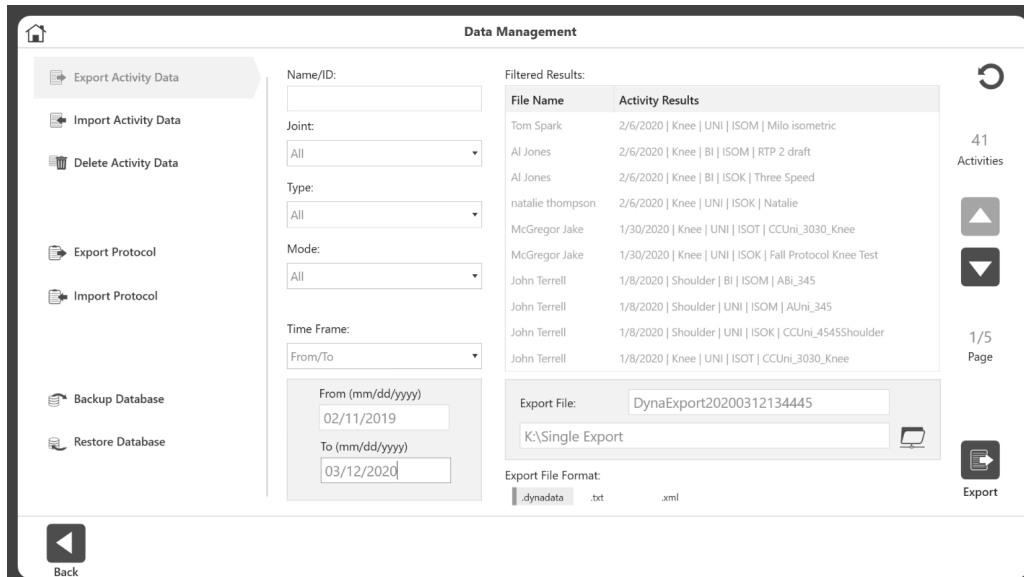 Data Management
Export Activity Data
Import Activity Data
Delete Activity Data
Export Protocol
Import Protocol
Backup Database
Restore Database
Name/ID:
Joint:
All
Type:
All
Mode:
All
Time Frame:
From/To
From (mm/dd/yyyy)
02/11/2019
To (mm/dd/yyyy)
03/12/2020
Filtered Results:
File Name Activity Results
Tom Spark 2/6/2020 | Knee | UNI | ISOM | Milo isometric
Al Jones 2/6/2020 | Knee | BI | ISOM | RTP 2 draft
Al Jones 2/6/2020 | Knee | BI | ISOK | Three Speed
natalie thompson 2/6/2020 | Knee | UNI | ISOK | Natalie
McGregor Jake 1/30/2020 | Knee | UNI | ISOT | CCUni_3030_Knee
McGregor Jake 1/30/2020 | Knee | UNI | ISOK | Fall Protocol Knee Test
John Terrell 1/8/2020 | Shoulder | BI | ISOM | ABi_345
John Terrell 1/8/2020 | Shoulder | UNI | ISOM | AUni_345
John Terrell 1/8/2020 | Shoulder | UNI | ISOK | CCUni_4545Shoulder
John Terrell 1/8/2020 | Knee | UNI | ISOT | CCUni_3030_Knee
Export File: DynaExport20200312134445
K:\Single Export
Export File Format:
.dynadata .txt .xml
41
Activities
1/5
Page
Export
Back